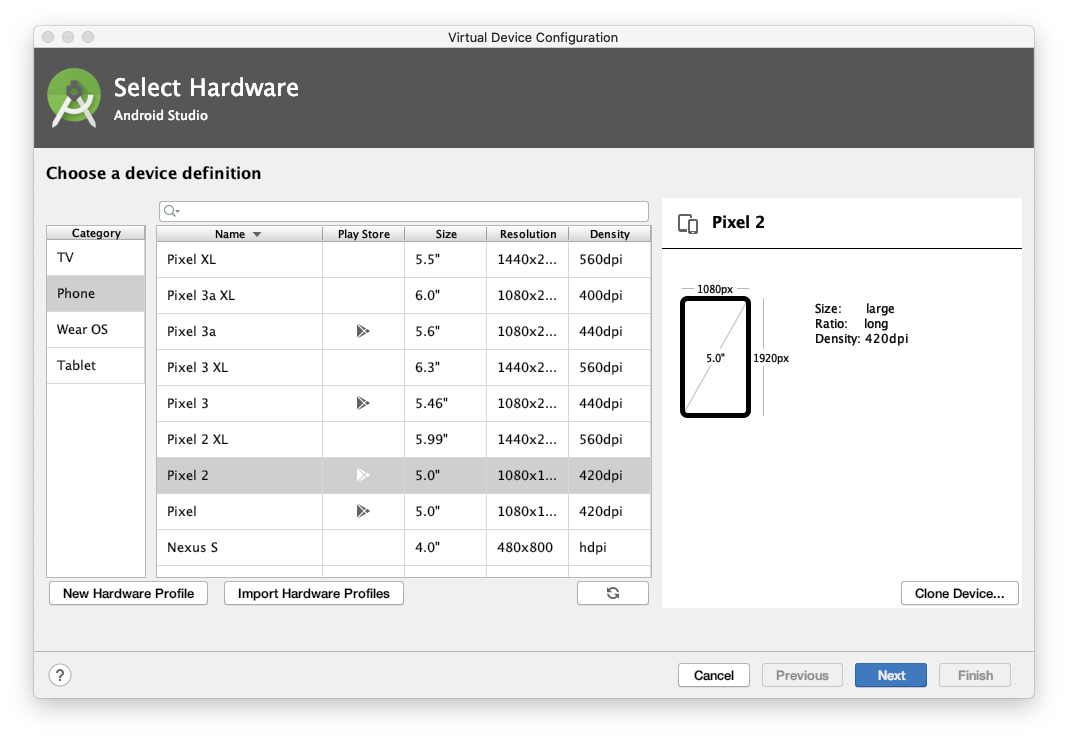 Virtual Device Configuration
Select Hardware
Android Studio
Choose a device definition
Category
TV
Phone
Wear OS
Tablet
Name Play Store Size Resolution Density
Pixel XL 5.5" 1440x2... 560dpi
Pixel 3a XL 6.0" 1080x2... 400dpi
Pixel 3a 5.6" 1080x2... 440dpi
Pixel 3 XL 6.3" 1440x2... 560dpi
Pixel 3 5.46" 1080x2... 440dpi
Pixel 2 XL 5.99" 1440x2... 560dpi
Pixel 2 5.0" 1080x1... 420dpi
Pixel 5.0" 1080x1... 420dpi
Nexus S 4.0" 480x800 hdpi
New Hardware Profile Import Hardware Profiles
Pixel 2
1080px
5.0"
1920px
Size: large
Ratio: long
Density: 420dpi
Clone Device...
? Cancel Previous Next Finish